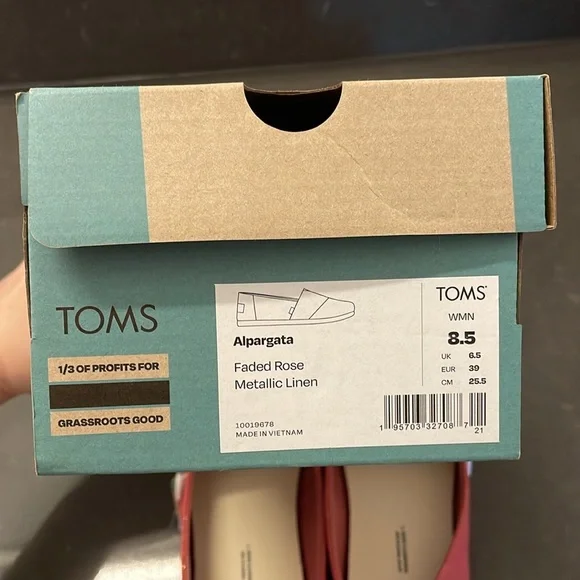 TOMS
1/3 OF PROFITS FOR
GRASSROOTS GOOD
Alpargata
Faded Rose
Metallic Linen
10019678
MADE IN VIETNAM
TOMS
WMN
8.5
UK 6.5
EUR 39
CM 25.5
1 95703 32708 7
21